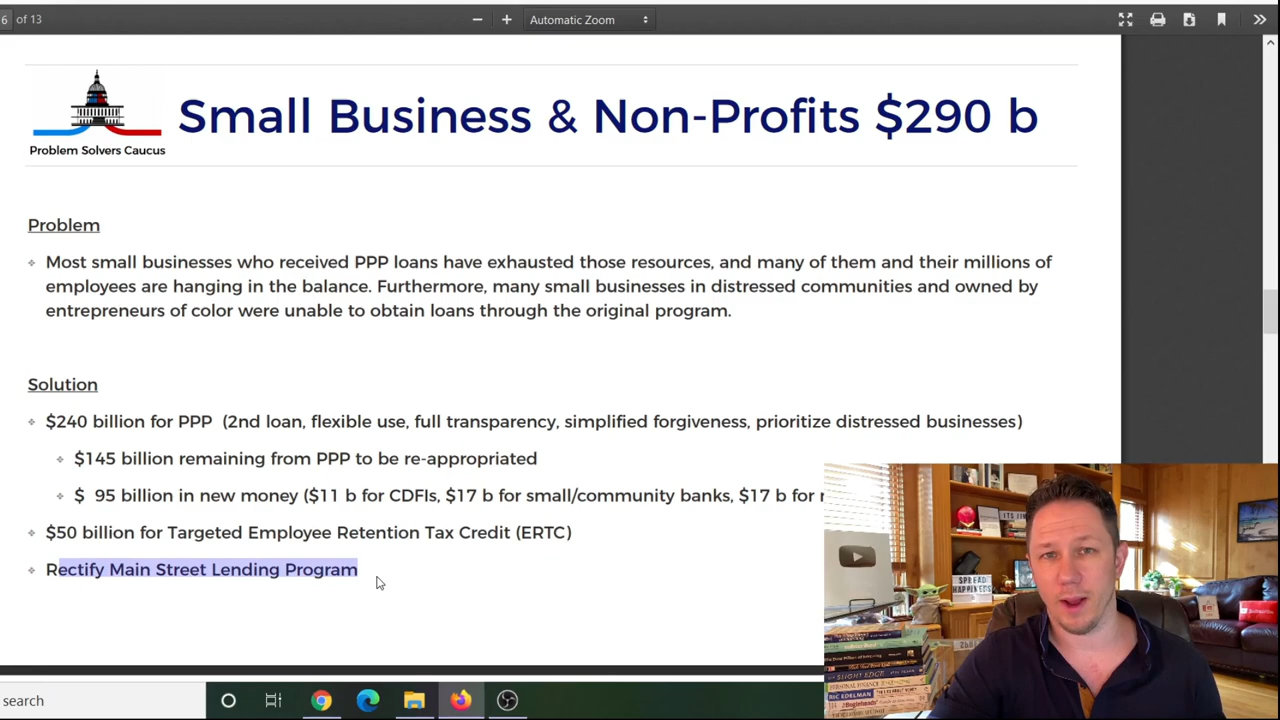 6 of 13
Automatic Zoom
Problem Solvers Caucus
Small Business & Non-Profits $290 b
Problem
Most small businesses who received PPP loans have exhausted those resources, and many of them and their millions of
employees are hanging in the balance. Furthermore, many small businesses in distressed communities and owned by
entrepreneurs of color were unable to obtain loans through the original program.
Solution
$240 billion for PPP (2nd loan, flexible use, full transparency, simplified forgiveness, prioritize distressed businesses)
$145 billion remaining from PPP to be re-appropriated
$ 95 billion in new money ($11 b for CDFIs, $17 b for small/community banks, $17 b for
$50 billion for Targeted Employee Retention Tax Credit (ERTC)
Rectify Main Street Lending Program
SPREAD
HAPPINESS
SLIGHT EDGE
RIC EDELMAN
search